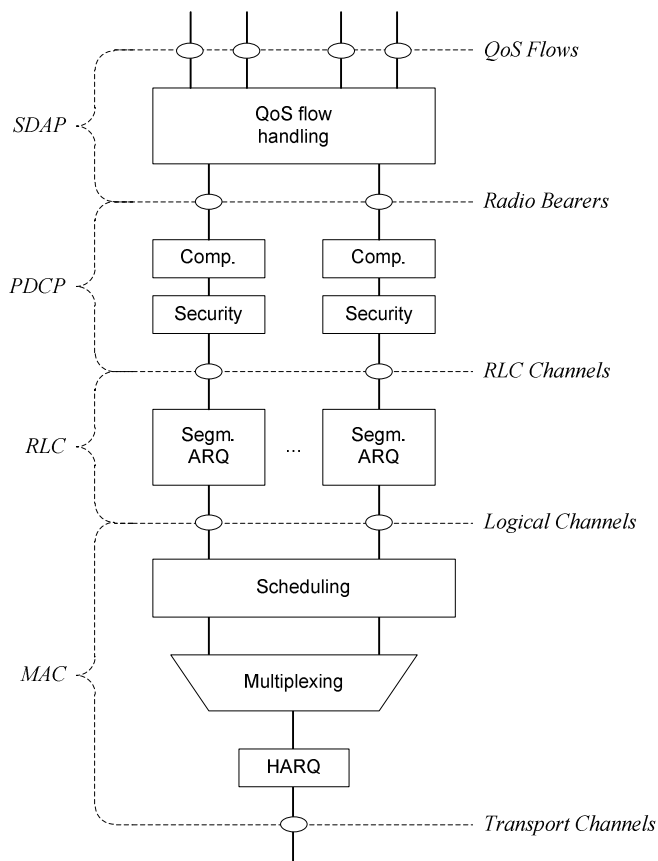 QoS Flows
QoS flow
handling
SDAP
Radio Bearers
Comp.
Comp.
PDCP
Security
Security
RLC Channels
Segm.
ARQ
...
Segm.
ARQ
RLC
Logical Channels
Scheduling
MAC
Multiplexing
HARQ
Transport Channels